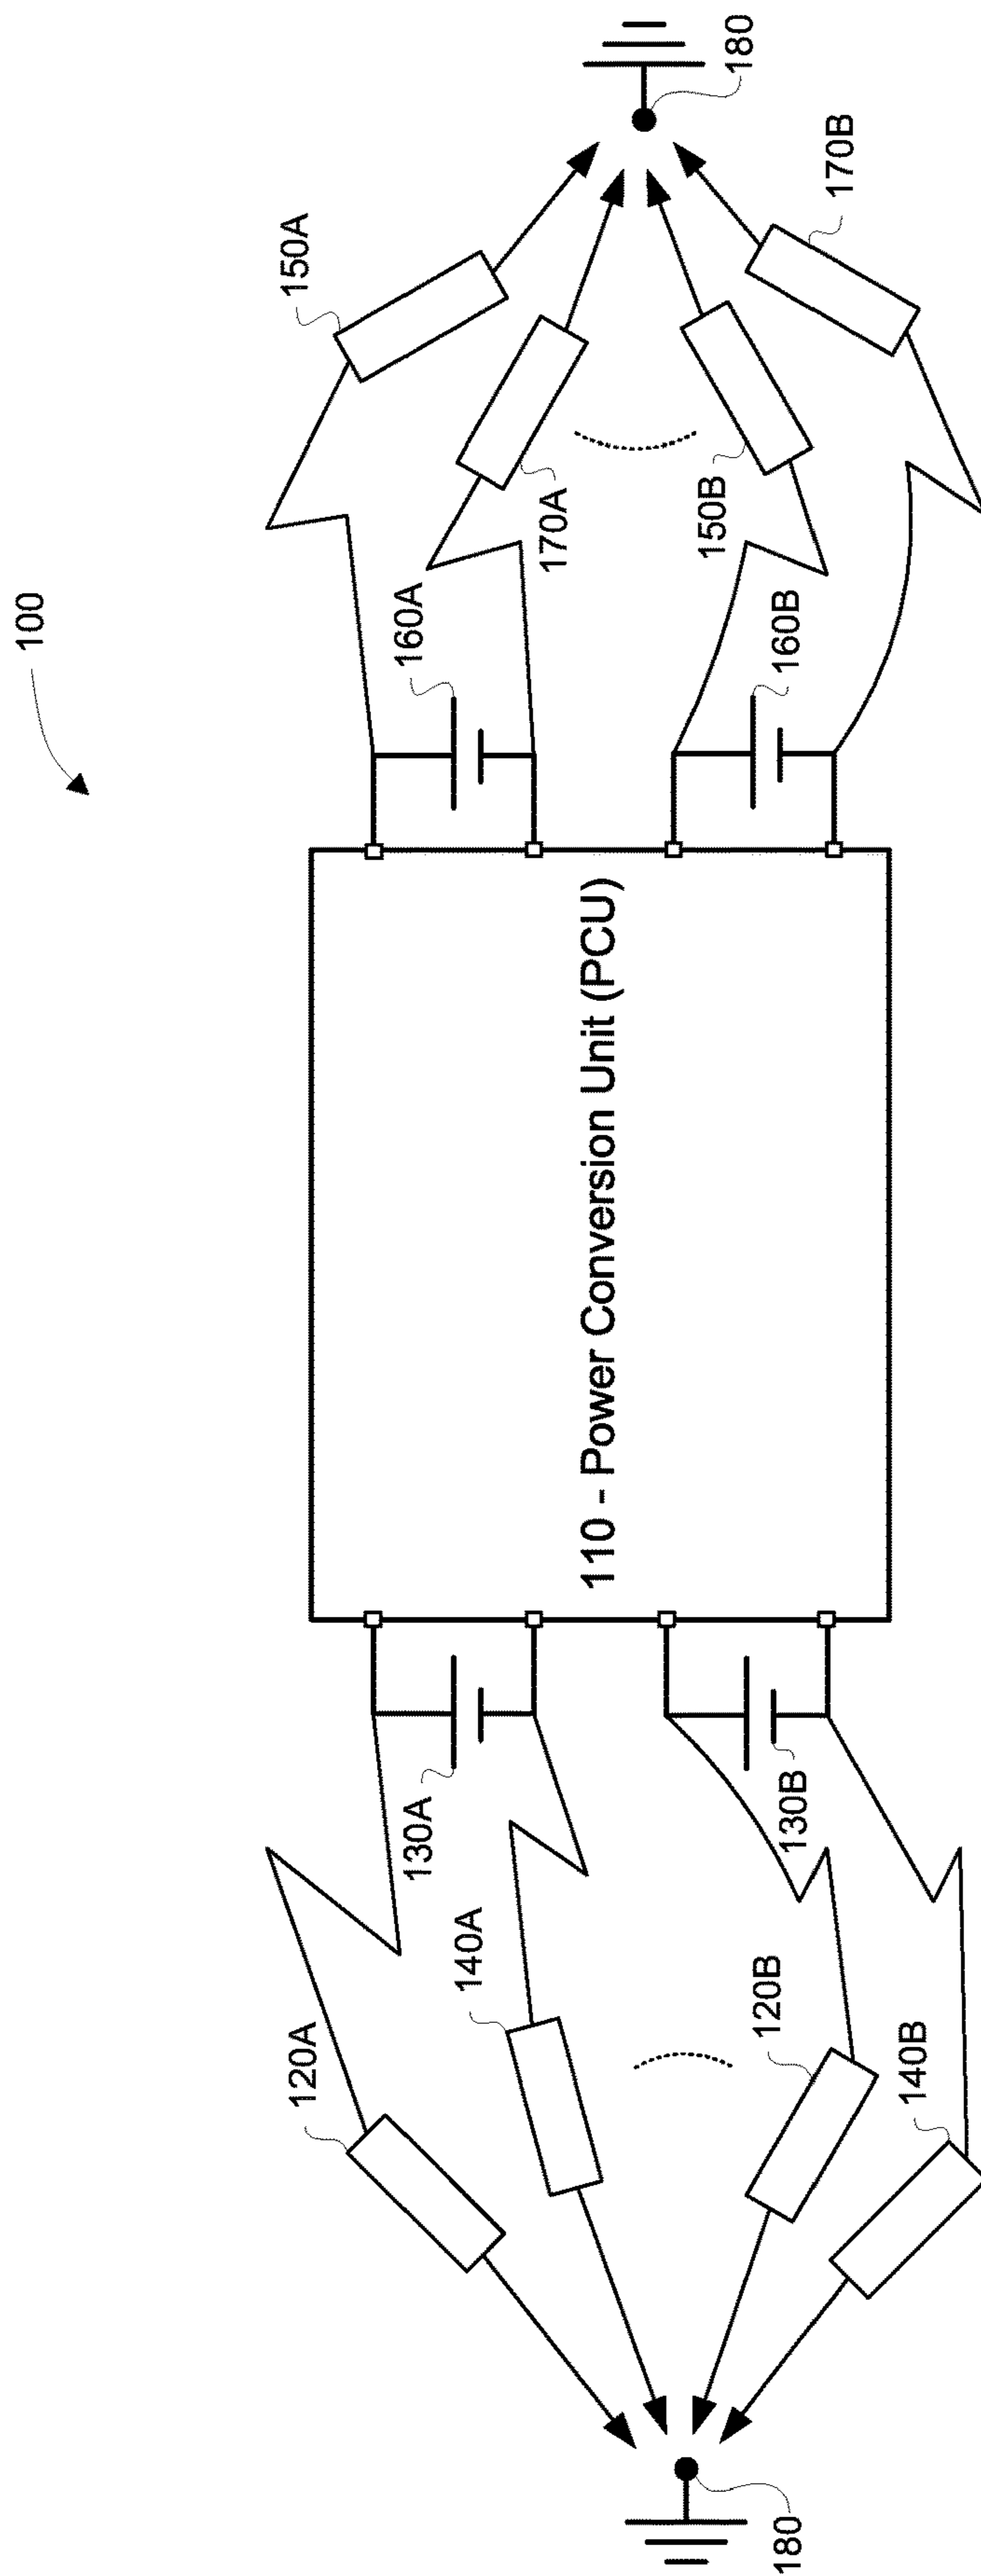 100
150A
180
170A
170B
150B
160A
160B
110 - Power Conversion Unit (PCU)
130A
130B
120A
140A
120B
140B
180